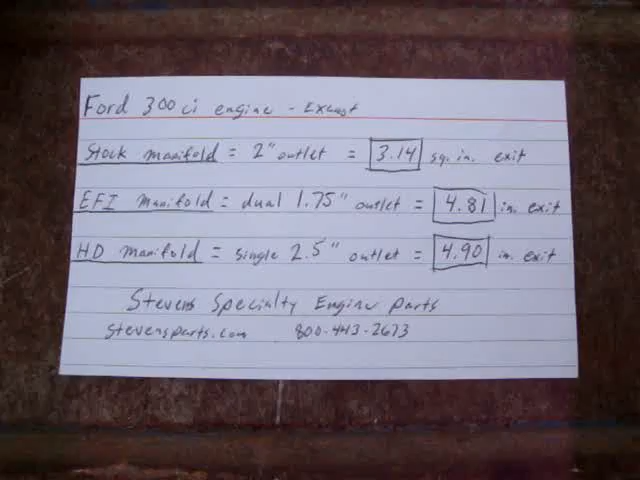 Ford 300 ci engine - Exhaust
Stock manifold = 2" outlet = 3.14 sq. in. exit
EFI Manifold = dual 1.75" outlet = 4.81 in. exit
HD manifold = single 2.5" outlet = 4.90 in. exit
Stevens Specialty Engine Parts
stevensparts.com 800-443-2673